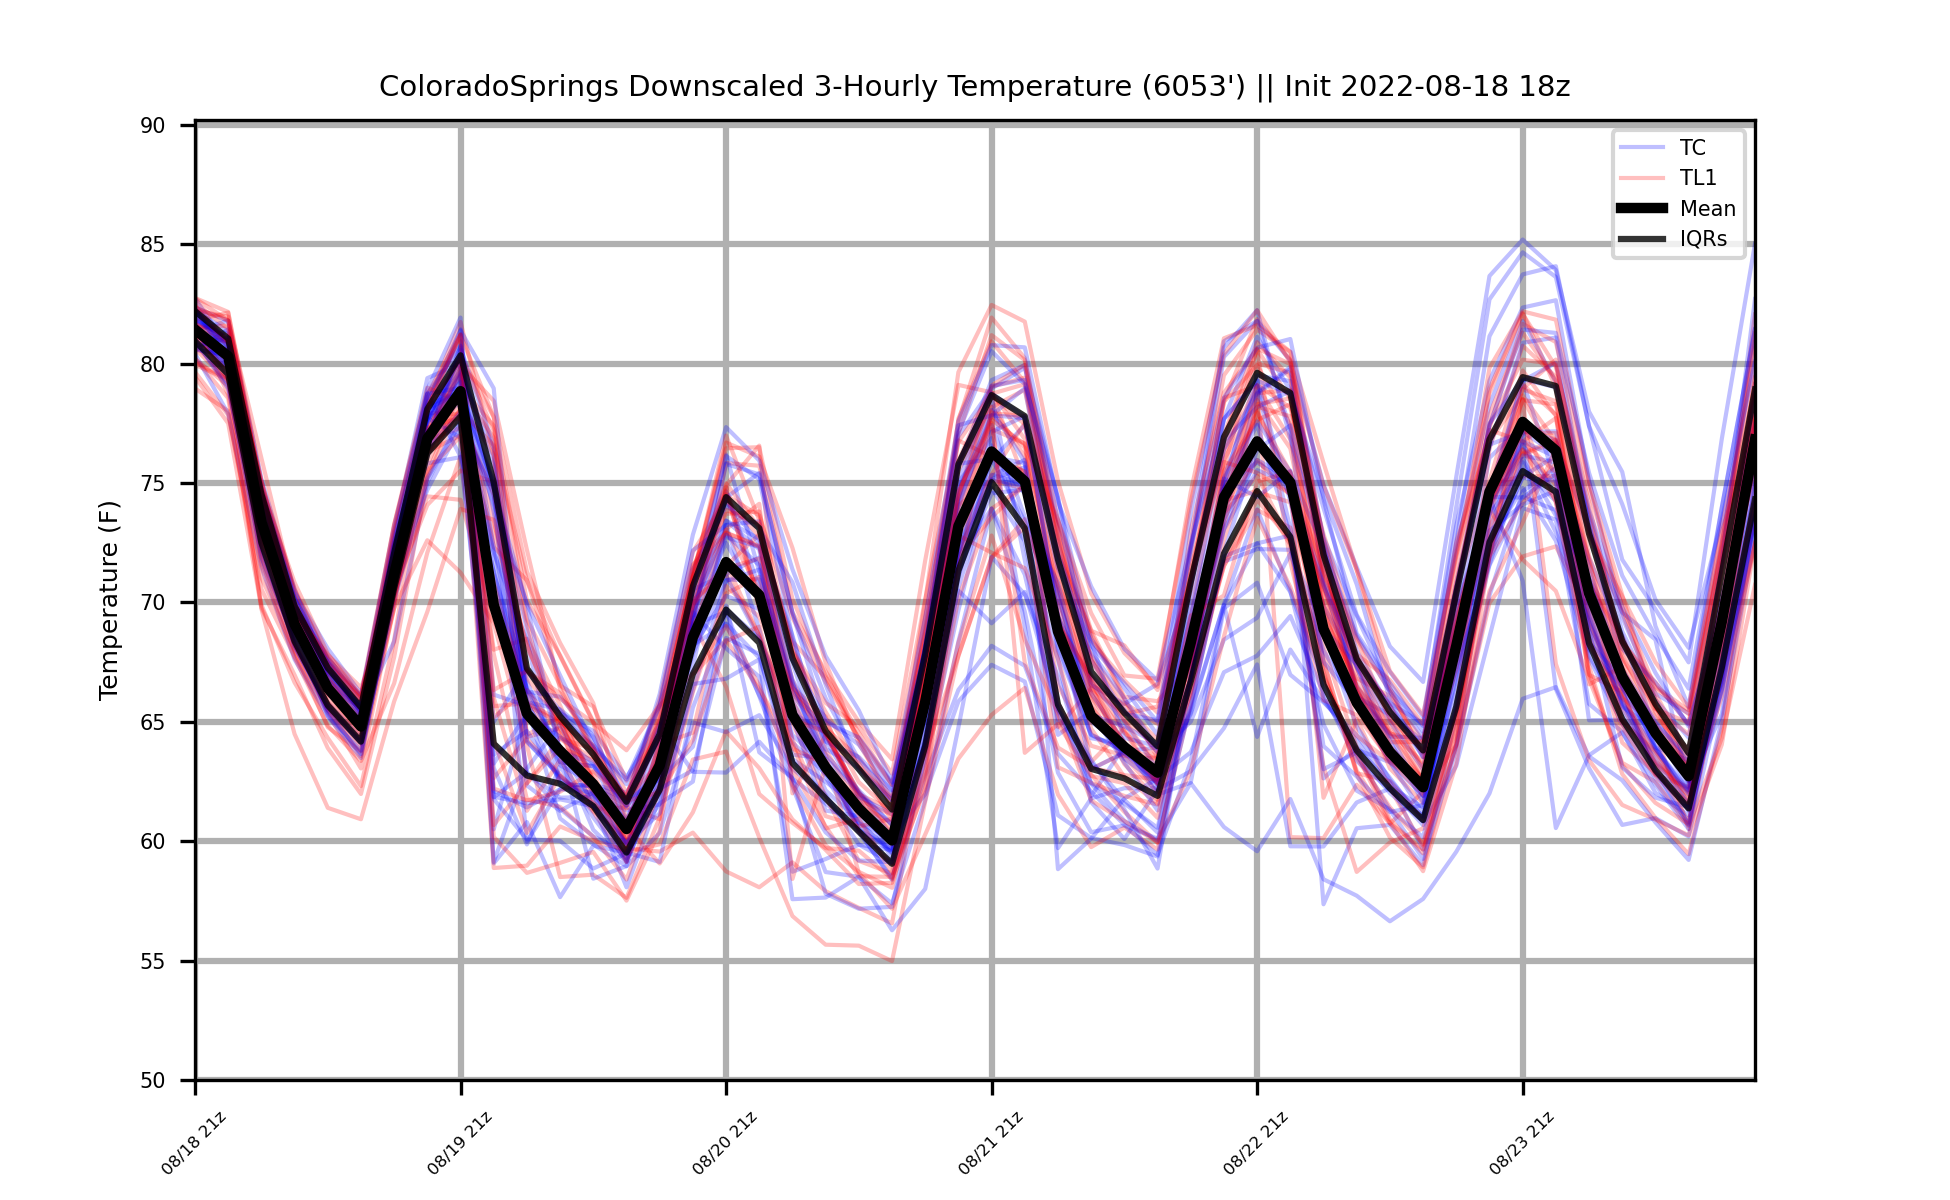 ColoradoSprings Downscaled 3-Hourly Temperature (6053') || Init 2022-08-18 18z
90
85
80
75
70
65
60
55
50
Temperature (F)
TC
TL1
Mean
IQRs
08/18 21z
08/19 21z
08/20 21z
08/21 21z
08/22 21z
08/23 21z